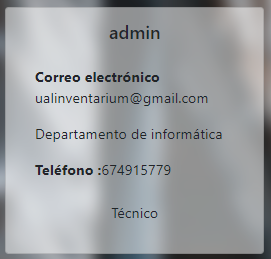 admin
Correo electrónico
ualinventarium@gmail.com
Departamento de informática
Teléfono :674915779
Técnico